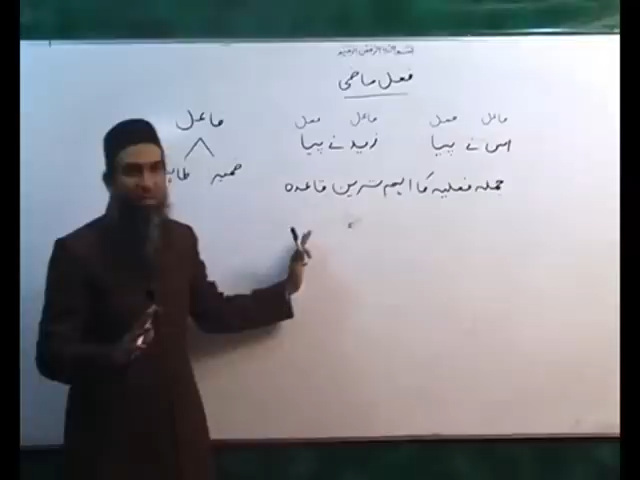 بسم اللہ الرحمن الرحیم
فعل ماضی
فاعل فعل فاعل فعل
اس نے پیا زید نے پیا
جملہ فعلیہ کا اہم ترین قاعدہ
فاعل
ضمیر